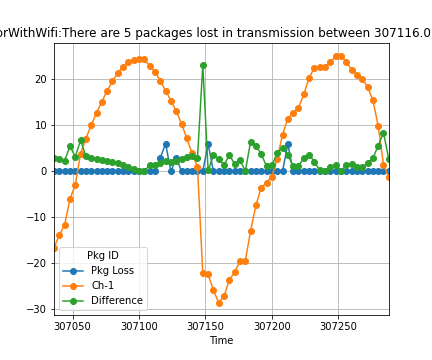 orWithWifi:There are 5 packages lost in transmission between 307116.0
20
10
0
−10
−20
−30
Pkg ID
Pkg Loss
Ch-1
Difference
307050 307100 307150 307200 307250
Time